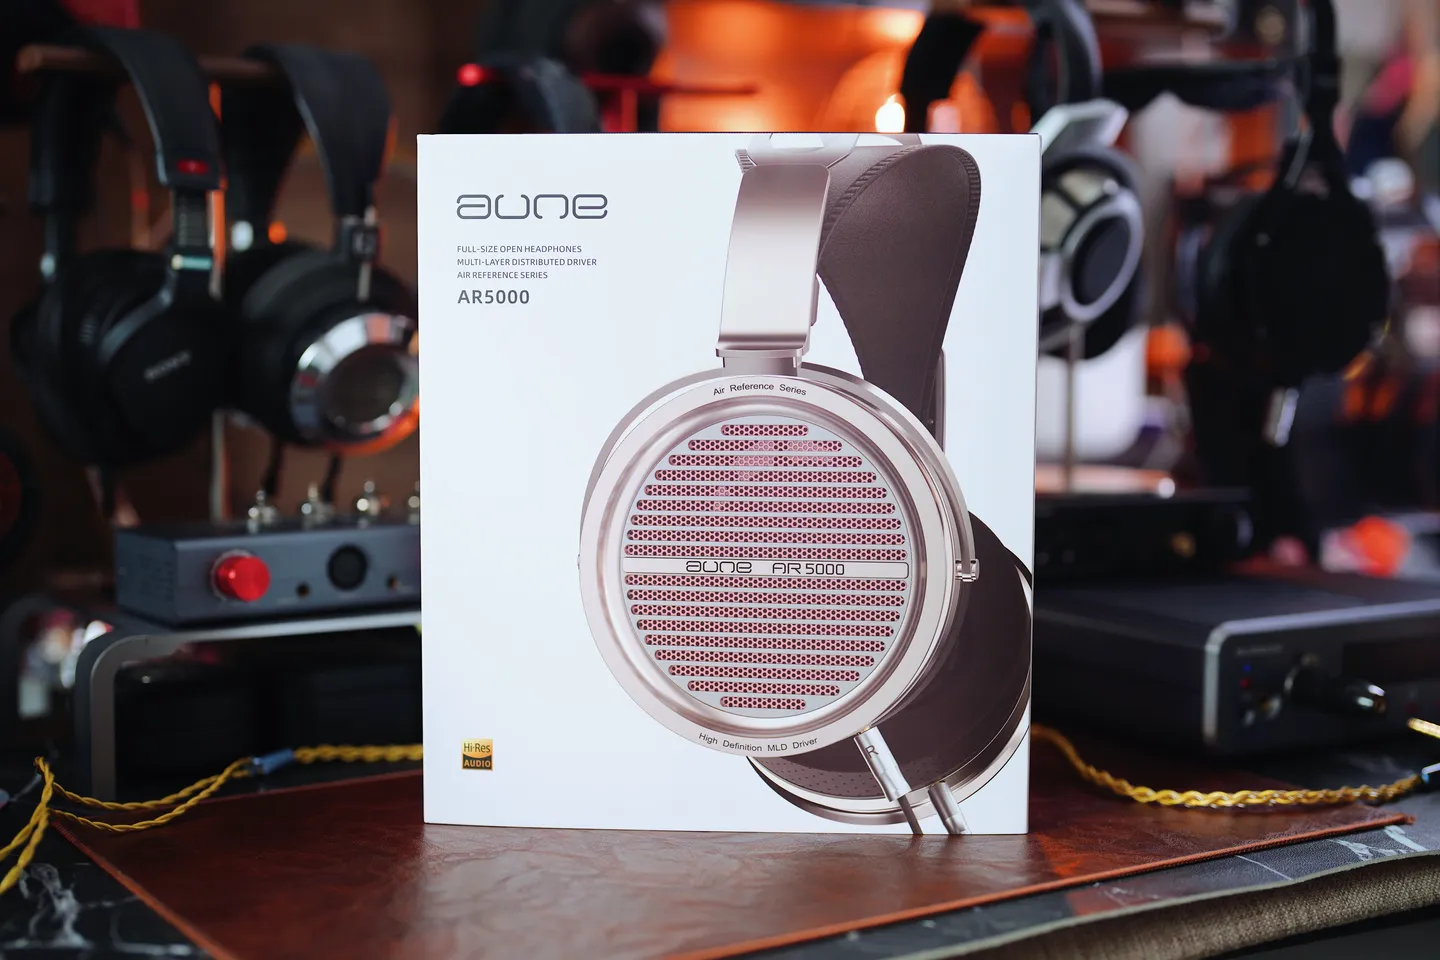 aune
FULL-SIZE OPEN HEADPHONES
MULTI-LAYER DISTRIBUTED DRIVER
AIR REFERENCE SERIES
AR5000
Air Reference Series
aune AR5000
High Definition MLD Driver
R
Hi-Res
AUDIO
SONY